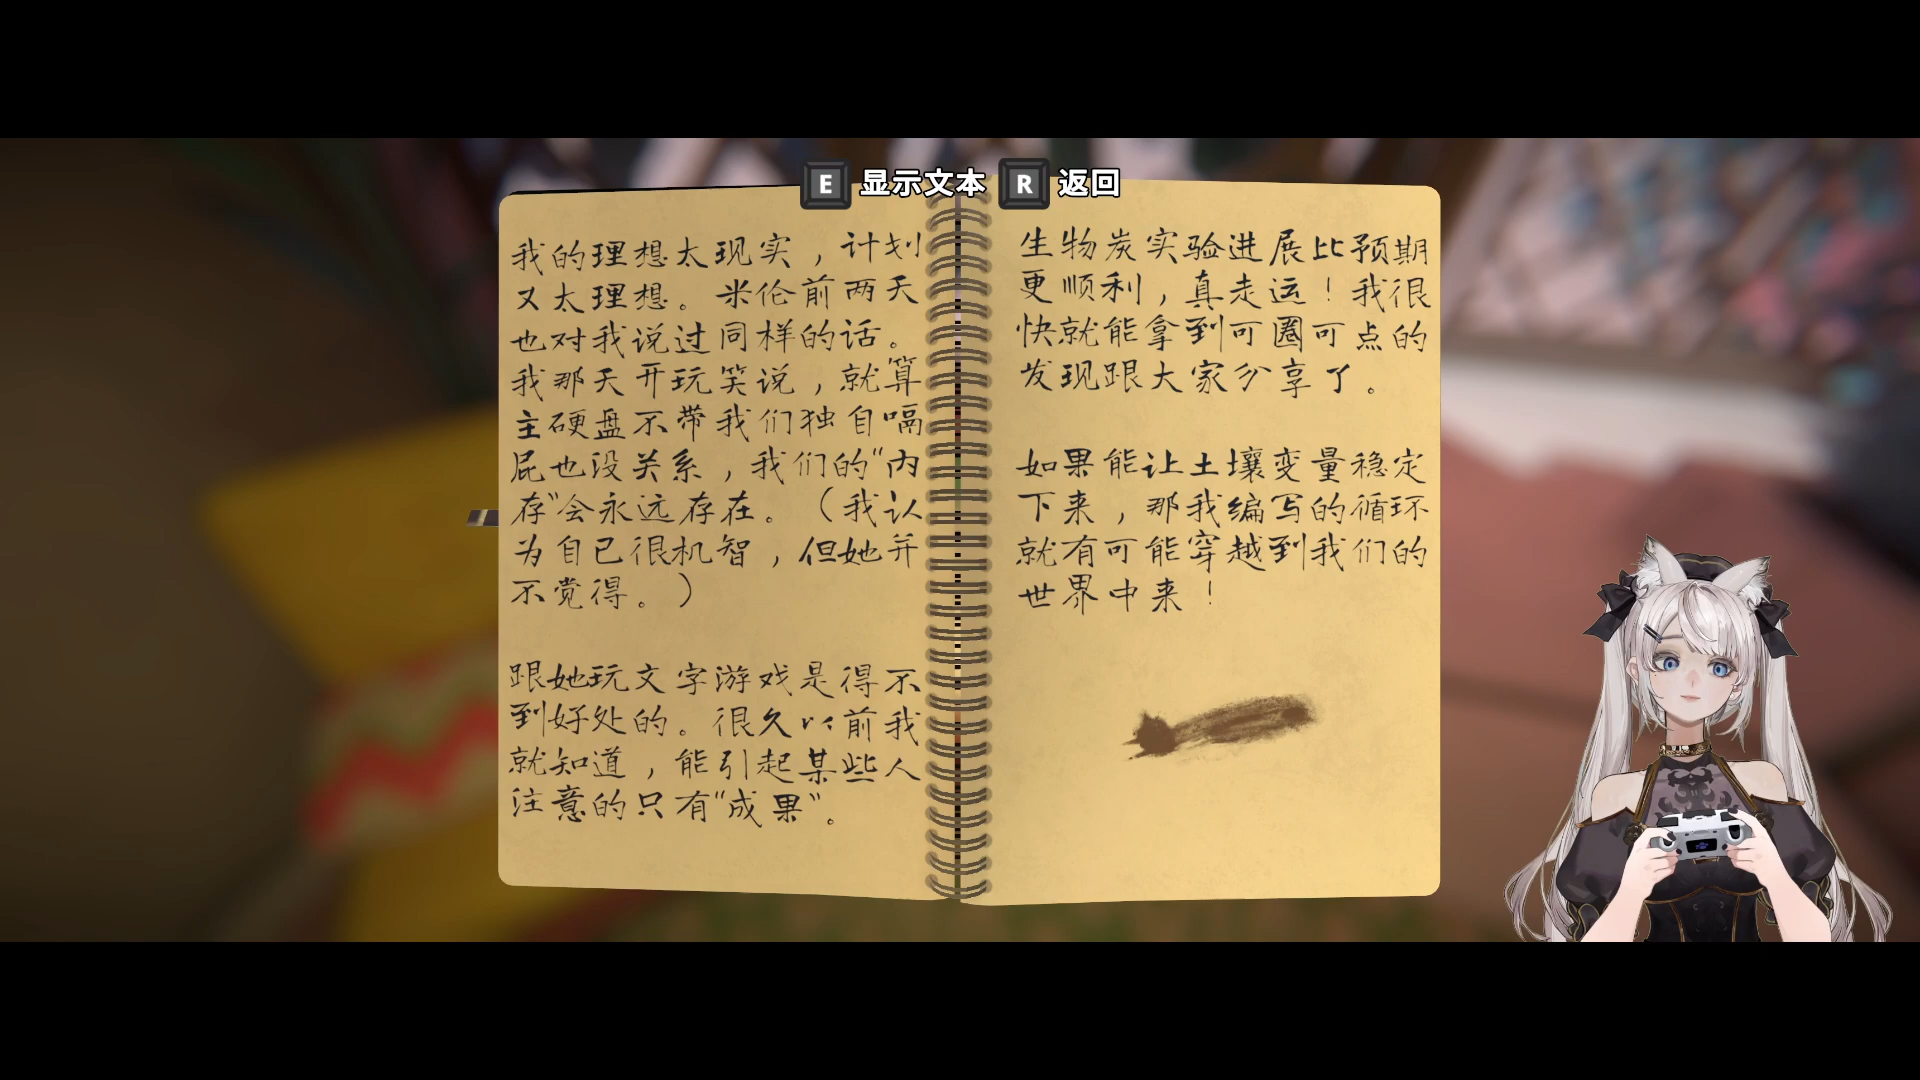 E 显示文本 R 返回
我的理想太现实，计划
又太理想。米伦前两天
也对我说过同样的话。
我那天开玩笑说，就算
主硬盘不带我们独自嗝
屁也没关系，我们的“内
存”会永远存在。（我认
为自己很机智，但她并
不觉得。）
跟她玩文字游戏是得不
到好处的。很久以前我
就知道，能引起某些人
注意的只有“成果”。
生物炭实验进展比预期
更顺利，真走运！我很
快就能拿到可圈可点的
发现跟大家分享了。
如果能让土壤变量稳定
下来，那我编写的循环
就有可能穿越到我们的
世界中来！